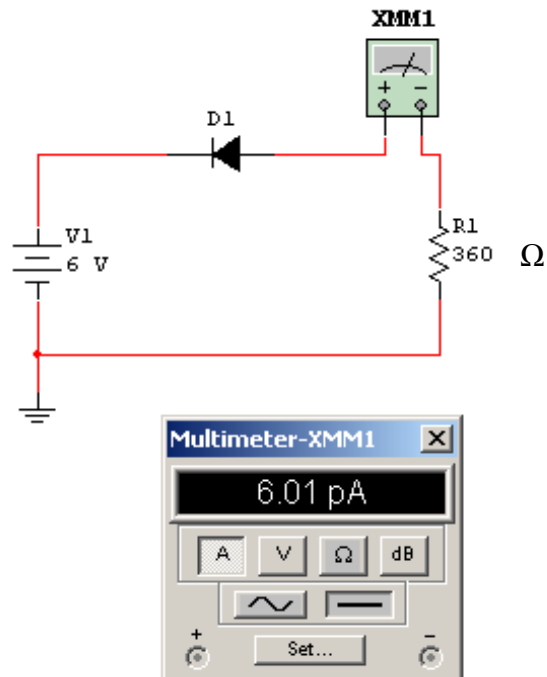 XMM1
+ −
D1
V1
6 V
R1
360 Ω
Multimeter-XMM1
6.01 pA
A V Ω dB
+ Set... −